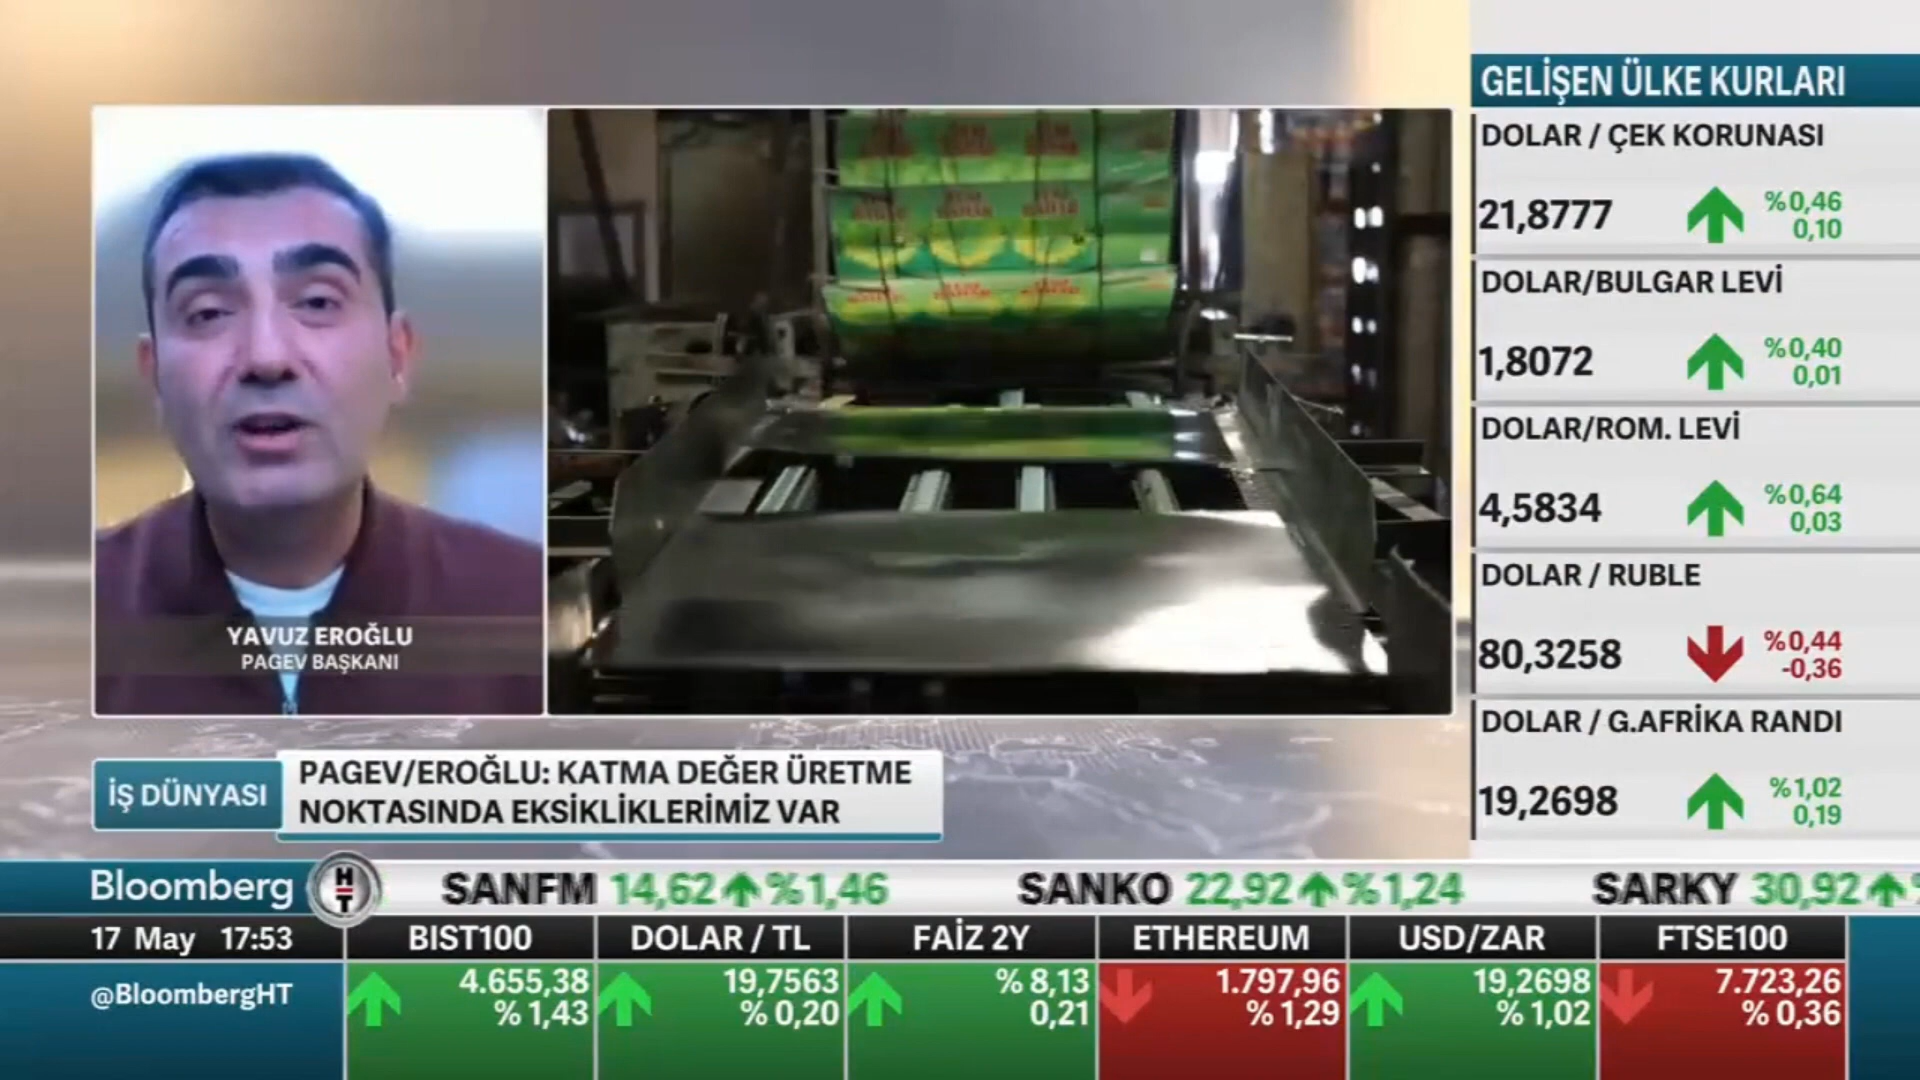 GELİŞEN ÜLKE KURLARI
DOLAR / ÇEK KORUNASI
21,8777 %0,46
0,10
DOLAR/BULGAR LEVİ
1,8072 %0,40
0,01
DOLAR/ROM. LEVİ
4,5834 %0,64
0,03
DOLAR / RUBLE
80,3258 %0,44
-0,36
DOLAR / G.AFRİKA RANDI
19,2698 %1,02
0,19
YAVUZ EROĞLU
PAGEV BAŞKANI
İŞ DÜNYASI
PAGEV/EROĞLU: KATMA DEĞER ÜRETME
NOKTASINDA EKSİKLİKLERİMİZ VAR
Bloomberg HT
SANFM 14,62 %1,46 SANKO 22,92 %1,24 SARKY 30,92
17 May 17:53
@BloombergHT
BIST100
4.655,38
%1,43
DOLAR / TL
19,7563
%0,20
FAİZ 2Y
%8,13
0,21
ETHEREUM
1.797,96
%1,29
USD/ZAR
19,2698
%1,02
FTSE100
7.723,26
%0,36